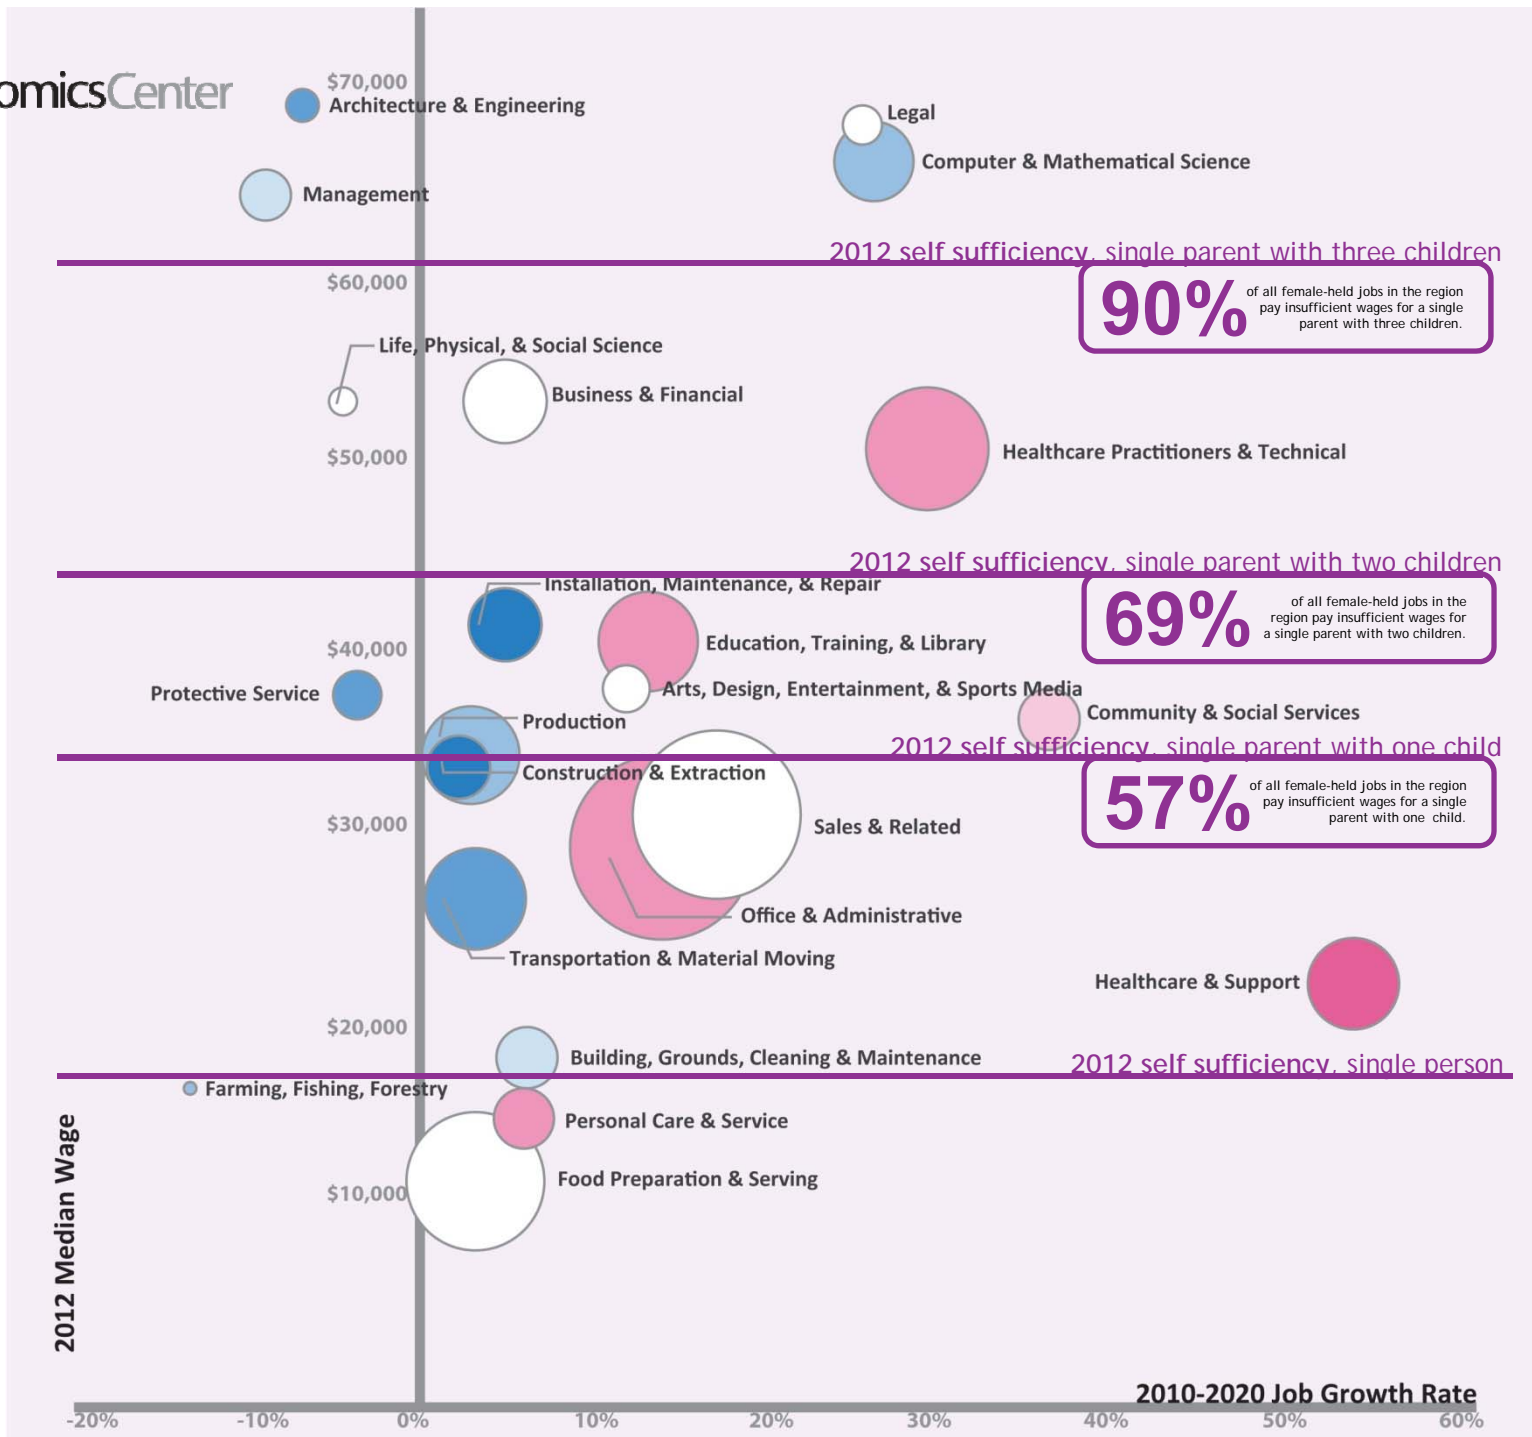 omicsCenter
$70,000
Architecture & Engineering
Legal
Computer & Mathematical Science
Management
2012 self sufficiency, single parent with three children
$60,000
90%
of all female-held jobs in the region
pay insufficient wages for a single
parent with three children.
Life, Physical, & Social Science
Business & Financial
$50,000
Healthcare Practitioners & Technical
2012 self sufficiency, single parent with two children
Installation, Maintenance, & Repair
69%
of all female-held jobs in the
region pay insufficient wages for
a single parent with two children.
$40,000
Education, Training, & Library
Protective Service
Arts, Design, Entertainment, & Sports Media
Community & Social Services
Production
2012 self sufficiency, single parent with one child
Construction & Extraction
57%
of all female-held jobs in the region
pay insufficient wages for a single
parent with one child.
$30,000
Sales & Related
Office & Administrative
Transportation & Material Moving
Healthcare & Support
$20,000
Building, Grounds, Cleaning & Maintenance
2012 self sufficiency, single person
Farming, Fishing, Forestry
Personal Care & Service
Food Preparation & Serving
$10,000
2012 Median Wage
2010-2020 Job Growth Rate
-20% -10% 0% 10% 20% 30% 40% 50% 60%